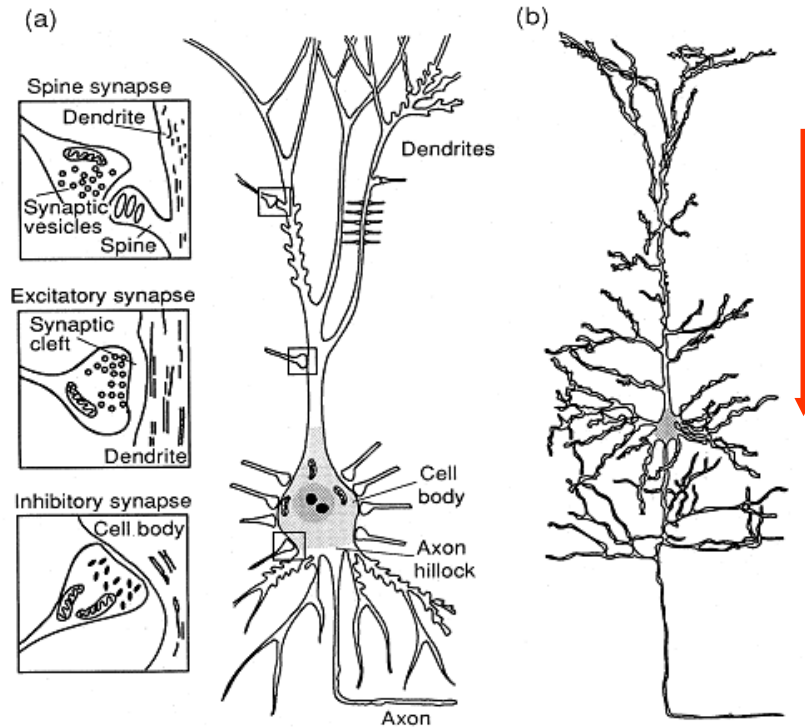 (a)
(b)
Spine synapse
Dendrite
Synaptic
vesicles
Spine
Excitatory synapse
Synaptic
cleft
Dendrite
Inhibitory synapse
Cell body
Dendrites
Cell
body
Axon
hillock
Axon